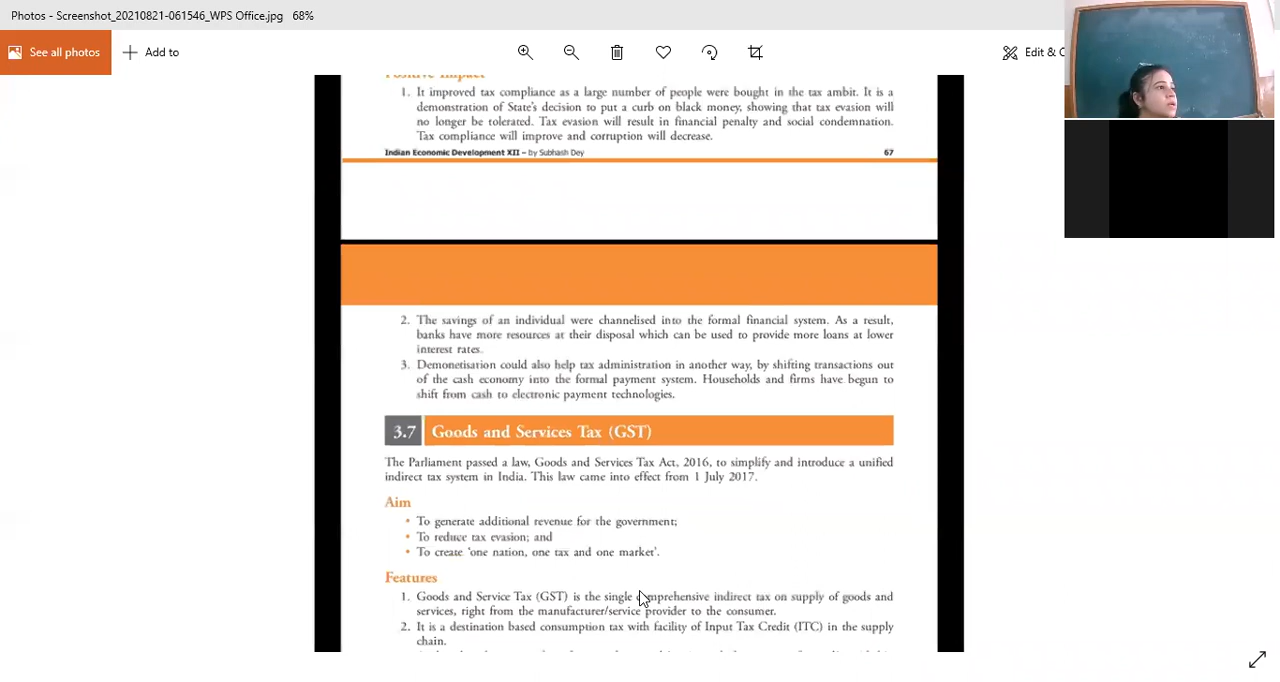 Photos - Screenshot_20210821-061546_WPS Office.jpg 68%
See all photos
Add to
Edit & C
Positive Impact
1. It improved tax compliance as a large number of people were bought in the tax ambit. It is a
demonstration of State's decision to put a curb on black money, showing that tax evasion will
no longer be tolerated. Tax evasion will result in financial penalty and social condemnation.
Tax compliance will improve and corruption will decrease.
Indian Economic Development XII – by Subhash Dey 67
2. The savings of an individual were channelised into the formal financial system. As a result,
banks have more resources at their disposal which can be used to provide more loans at lower
interest rates.
3. Demonetisation could also help tax administration in another way, by shifting transactions out
of the cash economy into the formal payment system. Households and firms have begun to
shift from cash to electronic payment technologies.
3.7 Goods and Services Tax (GST)
The Parliament passed a law, Goods and Services Tax Act, 2016, to simplify and introduce a unified
indirect tax system in India. This law came into effect from 1 July 2017.
Aim
• To generate additional revenue for the government;
• To reduce tax evasion; and
• To create 'one nation, one tax and one market'.
Features
1. Goods and Service Tax (GST) is the single comprehensive indirect tax on supply of goods and
services, right from the manufacturer/service provider to the consumer.
2. It is a destination based consumption tax with facility of Input Tax Credit (ITC) in the supply
chain.